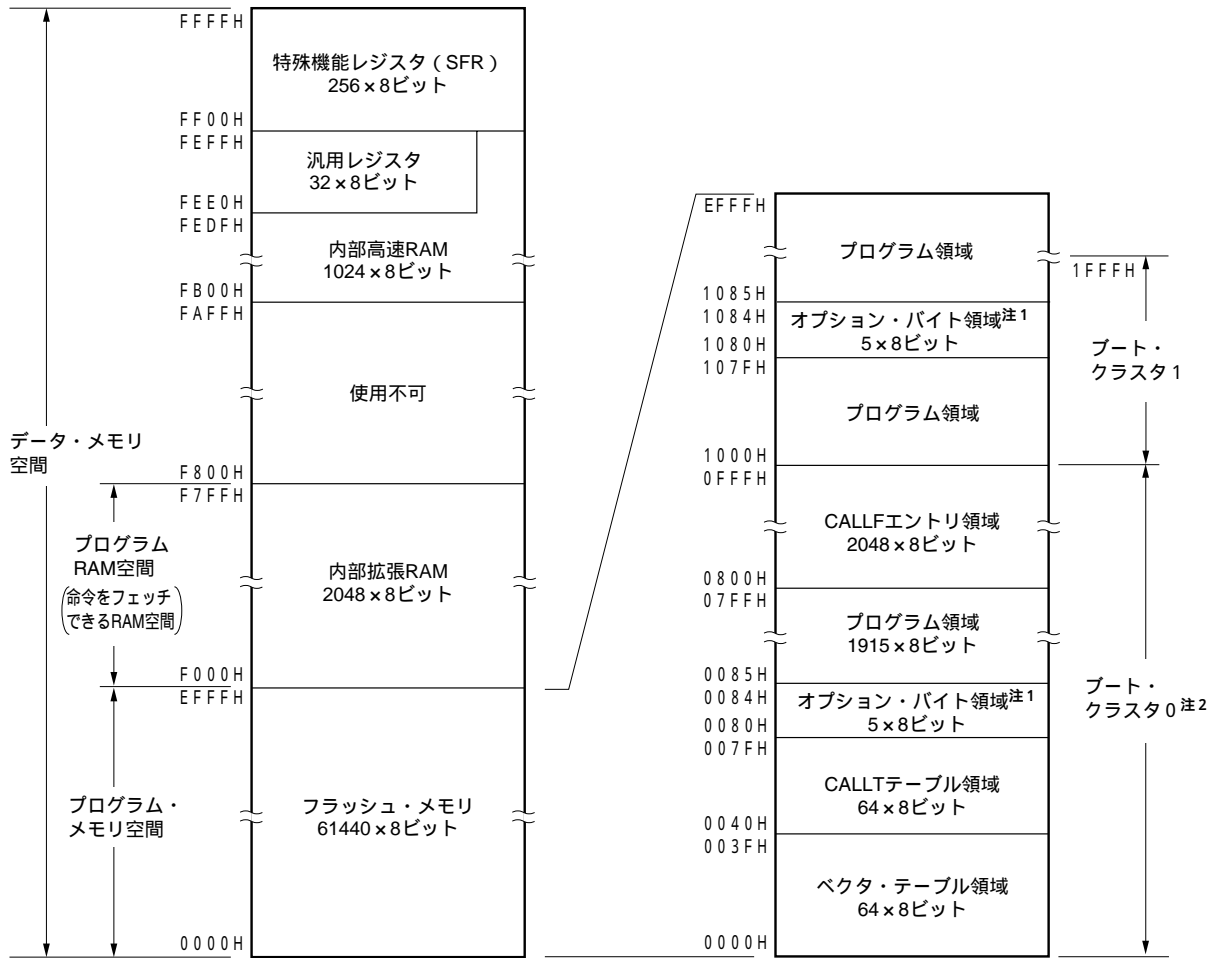 FFFFH
特殊機能レジスタ(SFR)
256×8ビット
FF00H
FEFFH
汎用レジスタ
32×8ビット
FEE0H
FEDFH
内部高速RAM
1024×8ビット
FB00H
FAFFH
使用不可
データ・メモリ
空間
F800H
F7FFH
プログラム
RAM空間
(命令をフェッチ
できるRAM空間)
内部拡張RAM
2048×8ビット
F000H
EFFFH
プログラム・
メモリ空間
フラッシュ・メモリ
61440×8ビット
0000H
EFFFH
プログラム領域
1FFFH
1085H
1084H
オプション・バイト領域注1
5×8ビット
1080H
107FH
ブート・
クラスタ1
プログラム領域
1000H
0FFFH
CALLFエントリ領域
2048×8ビット
0800H
07FFH
プログラム領域
1915×8ビット
0085H
0084H
オプション・バイト領域注1
5×8ビット
0080H
007FH
ブート・
クラスタ0注2
CALLTテーブル領域
64×8ビット
0040H
003FH
ベクタ・テーブル領域
64×8ビット
0000H